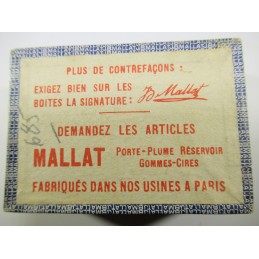 PLUS DE CONTREFAÇONS :
EXIGEZ BIEN SUR LES
BOITES LA SIGNATURE : B Mallat
685
DEMANDEZ LES ARTICLES
MALLAT PORTE-PLUME RÉSERVOIR
GOMMES-CIRES
FABRIQUÉS DANS NOS USINES A PARIS